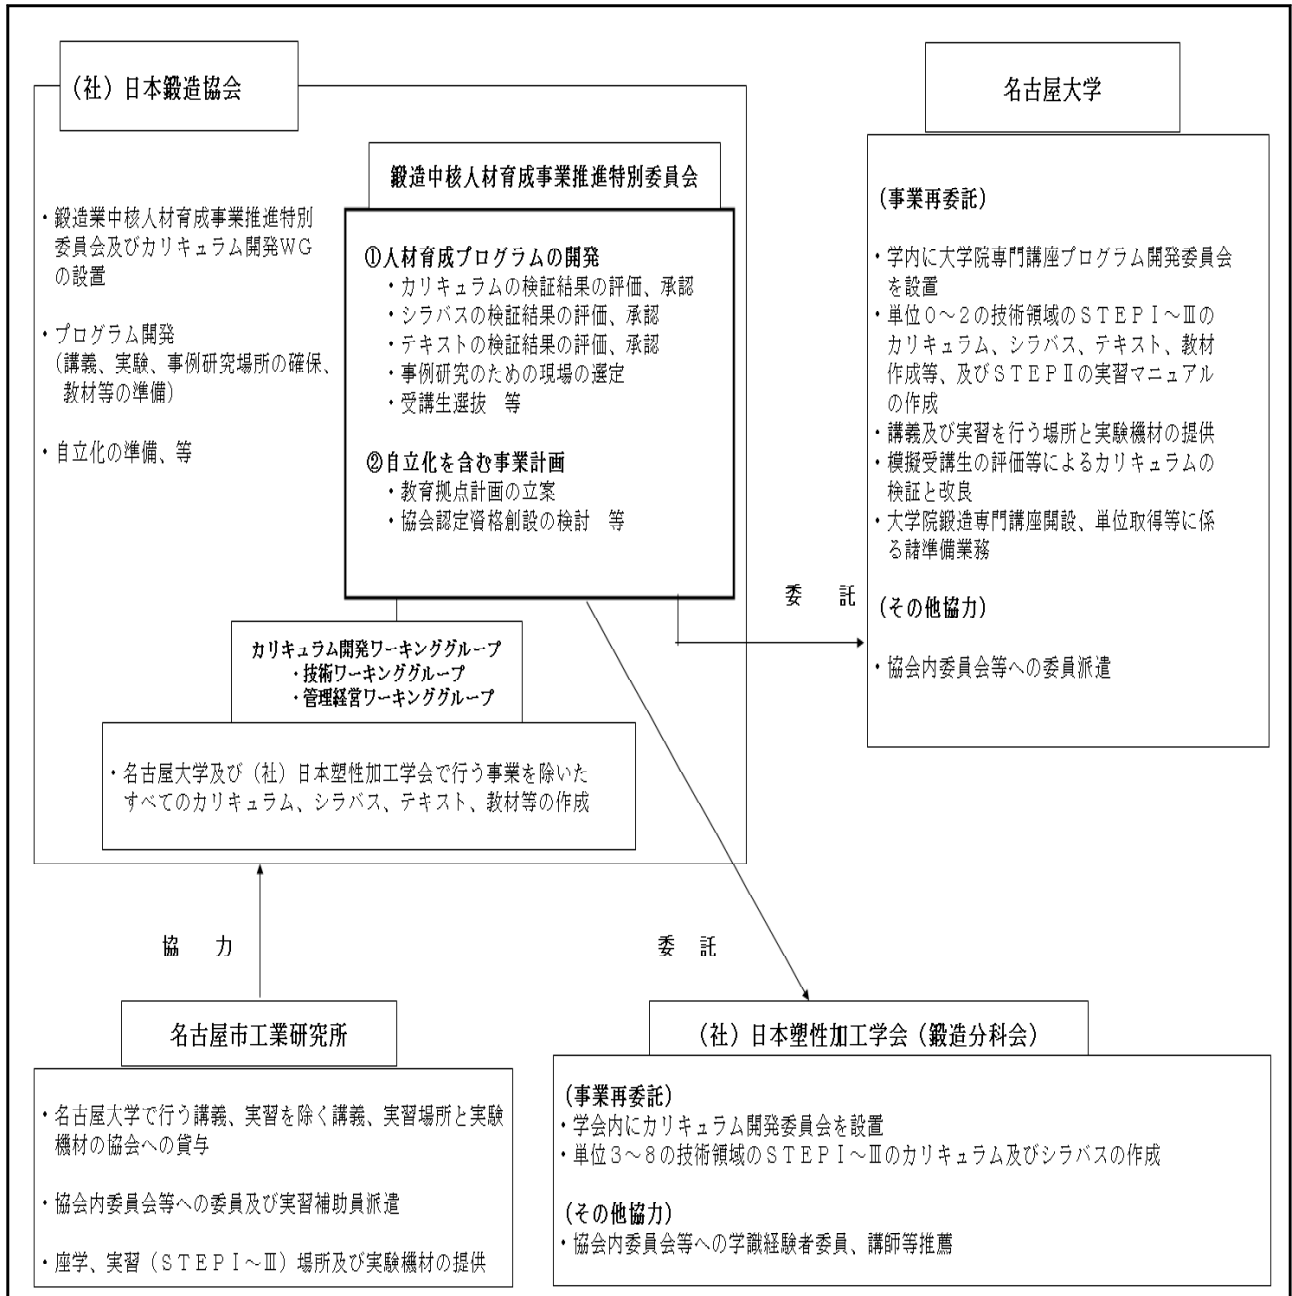 （社）日本鍛造協会
・鍛造業中核人材育成事業推進特別
委員会及びカリキュラム開発ＷＧ
の設置
・プログラム開発
（講義、実験、事例研究場所の確保、
教材等の準備）
・自立化の準備、等
鍛造中核人材育成事業推進特別委員会
①人材育成プログラムの開発
・カリキュラムの検証結果の評価、承認
・シラバスの検証結果の評価、承認
・テキストの検証結果の評価、承認
・事例研究のための現場の選定
・受講生選抜　等
②自立化を含む事業計画
・教育拠点計画の立案
・協会認定資格創設の検討　等
カリキュラム開発ワーキンググループ
・技術ワーキンググループ
・管理経営ワーキンググループ
・名古屋大学及び（社）日本塑性加工学会で行う事業を除いた
すべてのカリキュラム、シラバス、テキスト、教材等の作成
名古屋大学
（事業再委託）
・学内に大学院専門講座プログラム開発委員会
を設置
・単位０～２の技術領域のＳＴＥＰⅠ～Ⅲの
カリキュラム、シラバス、テキスト、教材
作成等、及びＳＴＥＰⅡの実習マニュアル
の作成
・講義及び実習を行う場所と実験機材の提供
・模擬受講生の評価等によるカリキュラムの
検証と改良
・大学院鍛造専門講座開設、単位取得等に係
る諸準備業務
（その他協力）
・協会内委員会等への委員派遣
委　託
協　力
委　託
名古屋市工業研究所
・名古屋大学で行う講義、実習を除く講義、実習場所と実験
機材の協会への貸与
・協会内委員会等への委員及び実習補助員派遣
・座学、実習（ＳＴＥＰⅠ～Ⅲ）場所及び実験機材の提供
（社）日本塑性加工学会（鍛造分科会）
（事業再委託）
・学会内にカリキュラム開発委員会を設置
・単位３～８の技術領域のＳＴＥＰⅠ～Ⅲのカリキュラム及びシラバスの作成
（その他協力）
・協会内委員会等への学識経験者委員、講師等推薦